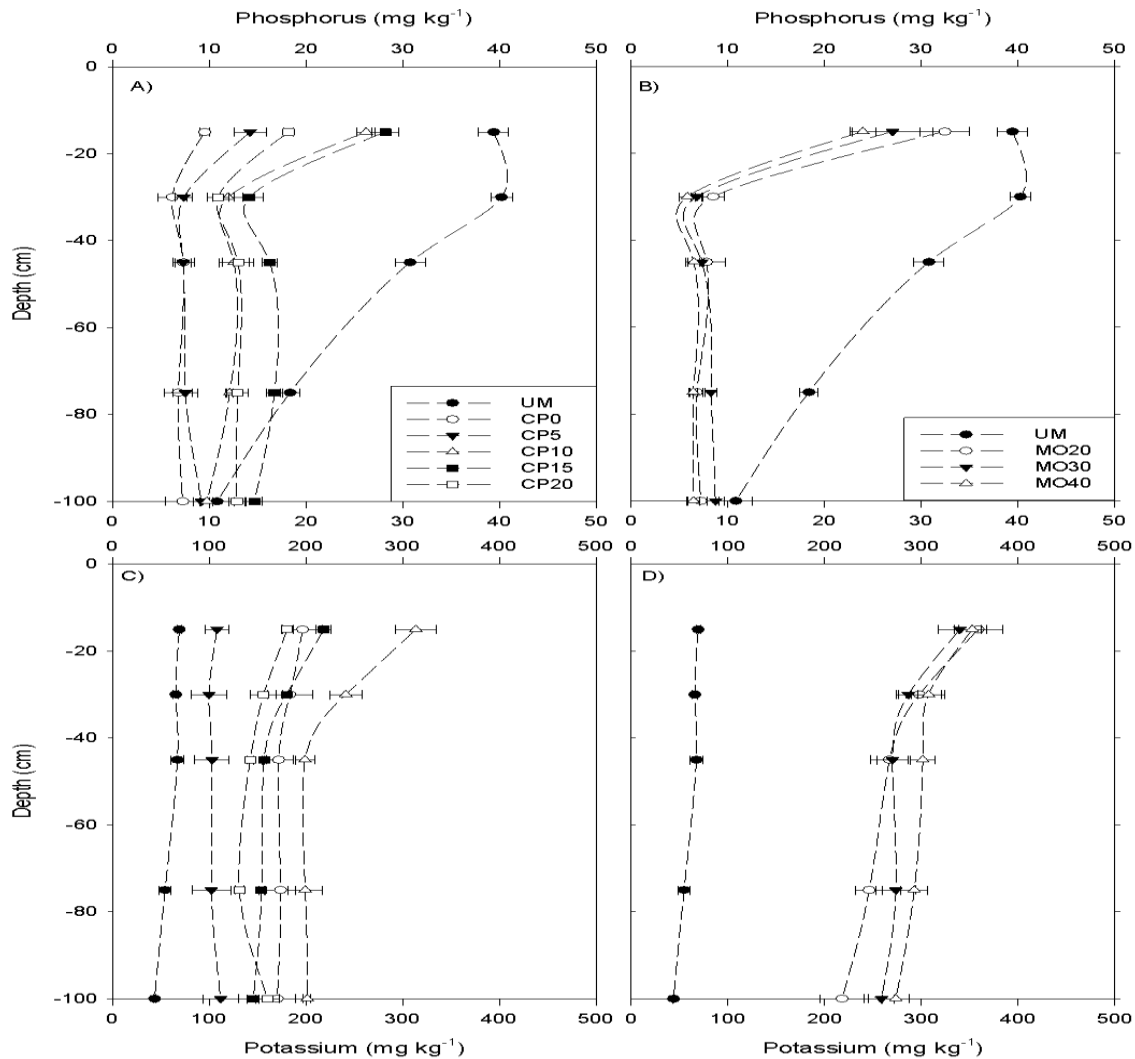 Phosphorus (mg kg⁻¹)
Phosphorus (mg kg⁻¹)
0 10 20 30 40 50
0 10 20 30 40 50
0
-20
-40
-60
-80
-100
Depth (cm)
A)
B)
UM
CP0
CP5
CP10
CP15
CP20
UM
MO20
MO30
MO40
0 10 20 30 40 50
0 10 20 30 40 50
0 100 200 300 400 500
0 100 200 300 400 500
0
-20
-40
-60
-80
-100
Depth (cm)
C)
D)
0 100 200 300 400 500
0 100 200 300 400 500
Potassium (mg kg⁻¹)
Potassium (mg kg⁻¹)